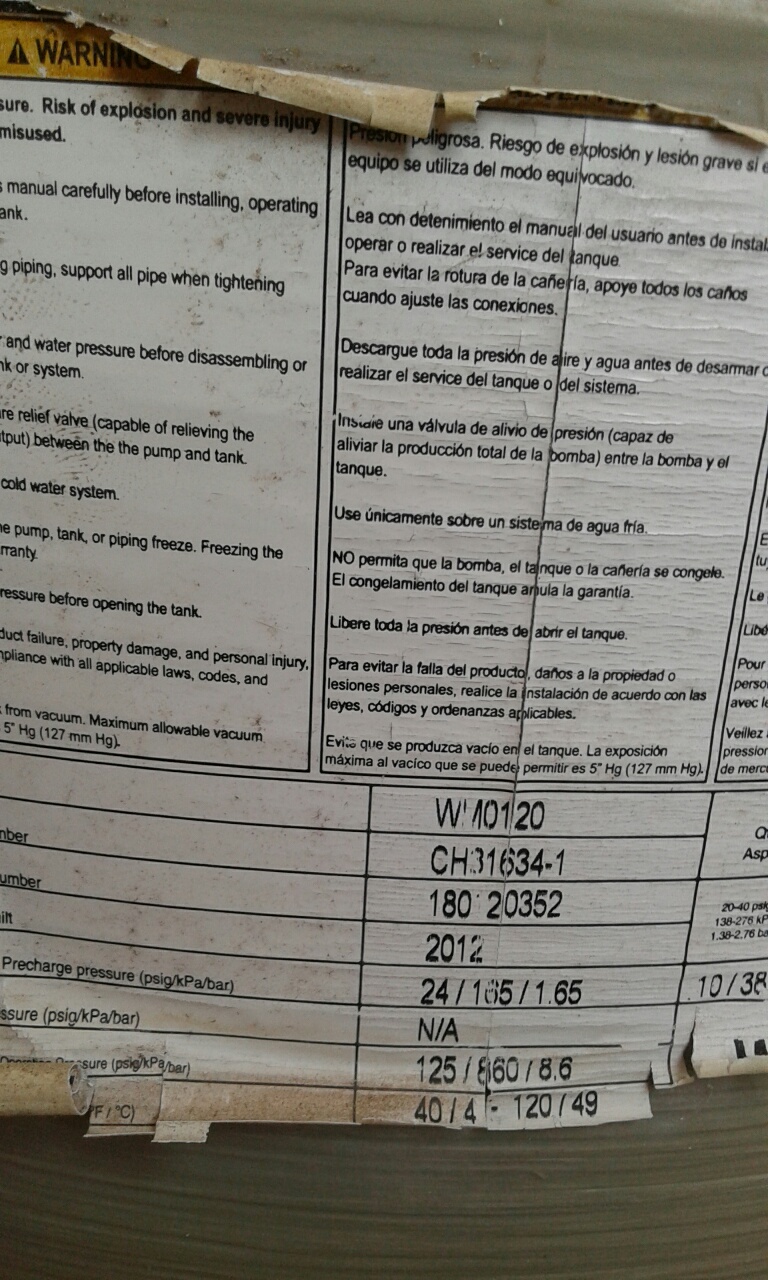 WARNING
sure. Risk of explosion and severe injury
misused.
manual carefully before installing, operating
ank.
g piping, support all pipe when tightening
and water pressure before disassembling or
nk or system.
re relief valve (capable of relieving the
tput) between the the pump and tank.
cold water system.
ne pump, tank, or piping freeze. Freezing the
rranty.
ressure before opening the tank.
duct failure, property damage, and personal injury,
mpliance with all applicable laws, codes, and
from vacuum. Maximum allowable vacuum
5" Hg (127 mm Hg).
Presión peligrosa. Riesgo de explosión y lesión grave si e
equipo se utiliza del modo equivocado.
Lea con detenimiento el manual del usuario antes de instal
operar o realizar el service del tanque
Para evitar la rotura de la cañería, apoye todos los caños
cuando ajuste las conexiones.
Descargue toda la presión de aire y agua antes de desarmar o
realizar el service del tanque o del sistema.
Instale una válvula de alivio de presión (capaz de
aliviar la producción total de la bomba) entre la bomba y el
tanque.
Use únicamente sobre un sistema de agua fría.
NO permita que la bomba, el tanque o la cañería se congele.
El congelamiento del tanque anula la garantía.
Libere toda la presión antes de abrir el tanque.
Para evitar la falla del producto, daños a la propiedad o
lesiones personales, realice la instalación de acuerdo con las
leyes, códigos y ordenanzas aplicables.
Evite que se produzca vacío en el tanque. La exposición
máxima al vacíco que se puede permitir es 5" Hg (127 mm Hg).
E
tu
Le
Libé
Pour
perso
avec le
Veillez
pression
de mercu
0120
mber CH31634-1
umber 180 20352
uilt 2012
Precharge pressure (psig/kPa/bar) 24 / 165 / 1.65
ssure (psig/kPa/bar) N/A
Pressure (psig/kPa/bar) 125 / 860 / 8.6
°F / °C) 40 / 4 - 120 / 49
Asp
20-40 psi
138-276 kP
1.38-2.76 ba
10 / 38